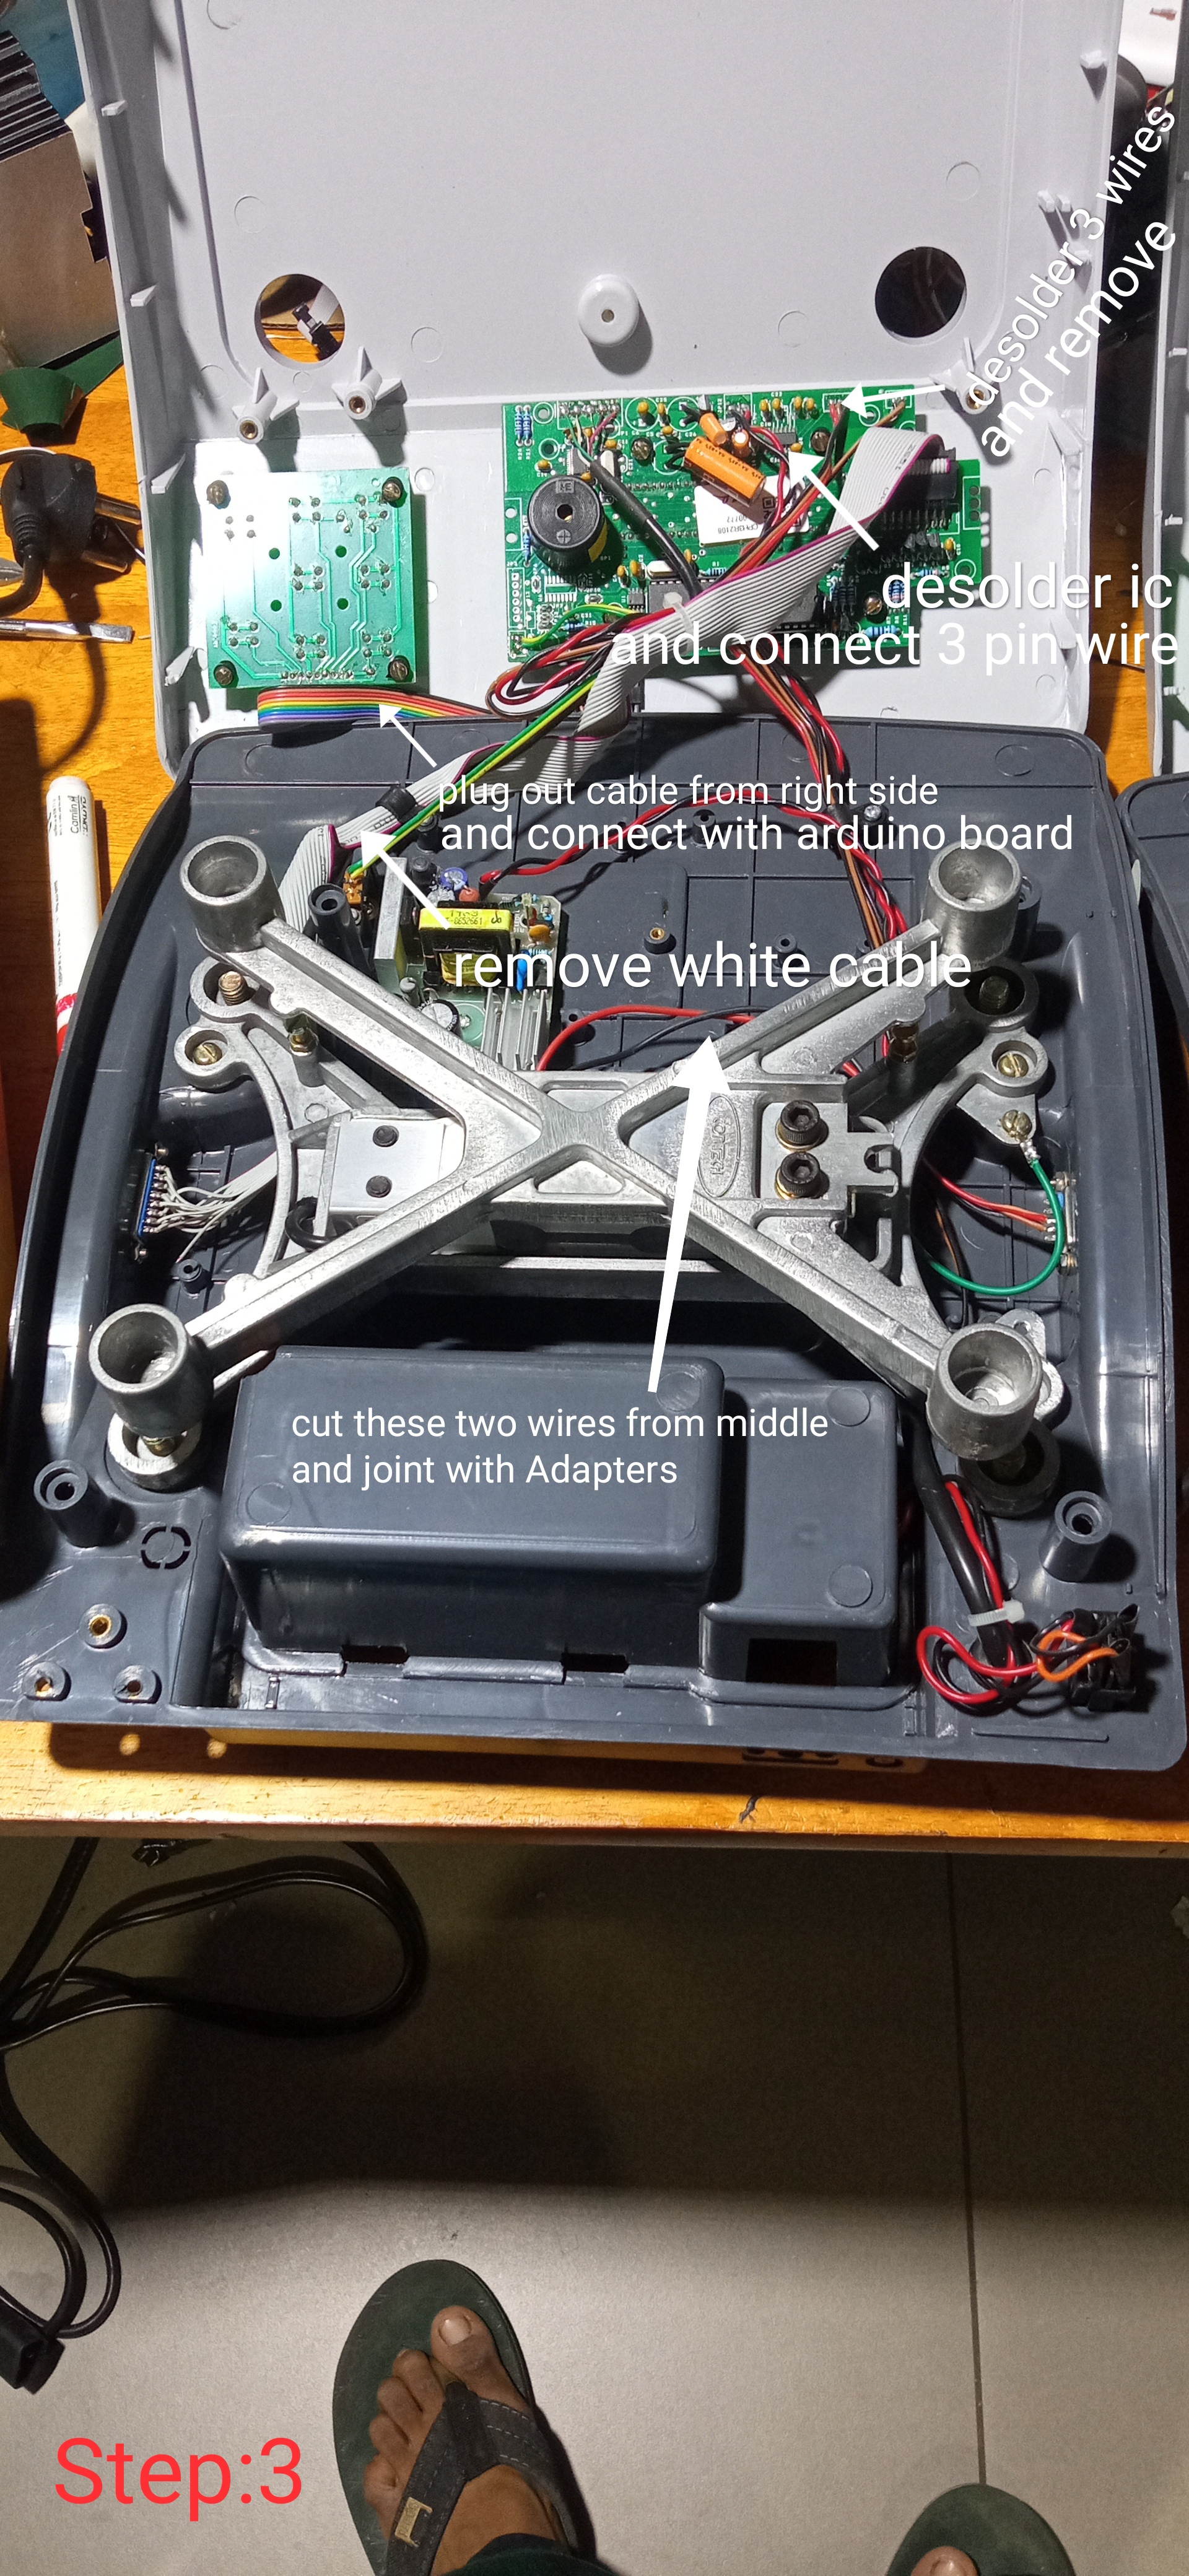 desolder 3 wires
and remove
desolder ic
and connect 3 pin wire
plug out cable from right side
and connect with arduino board
remove white cable
cut these two wires from middle
and joint with Adapters
Camlin
Step:3